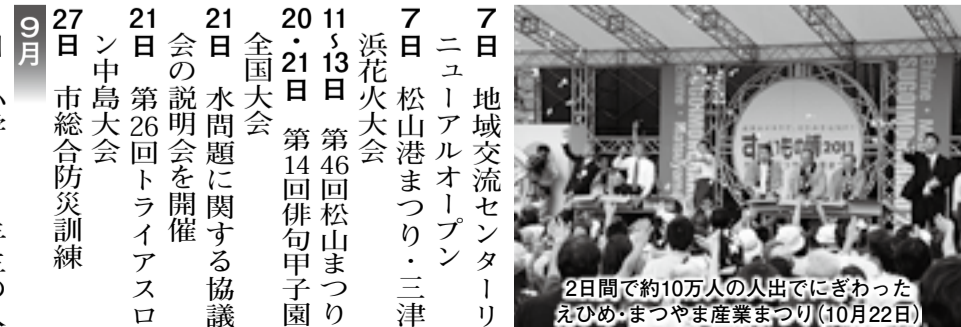 7日　地域交流センターリ
ニューアルオープン
7日　松山港まつり・三津
浜花火大会
11~13日　第46回松山まつり
20・21日　第14回俳句甲子園
全国大会
21日　水問題に関する協議
会の説明会を開催
21日　第26回トライアスロ
ン中島大会
27日　市総合防災訓練
9月
2013
2日間で約10万人の人出でにぎわった
えひめ・まつやま産業まつり（10月22日）